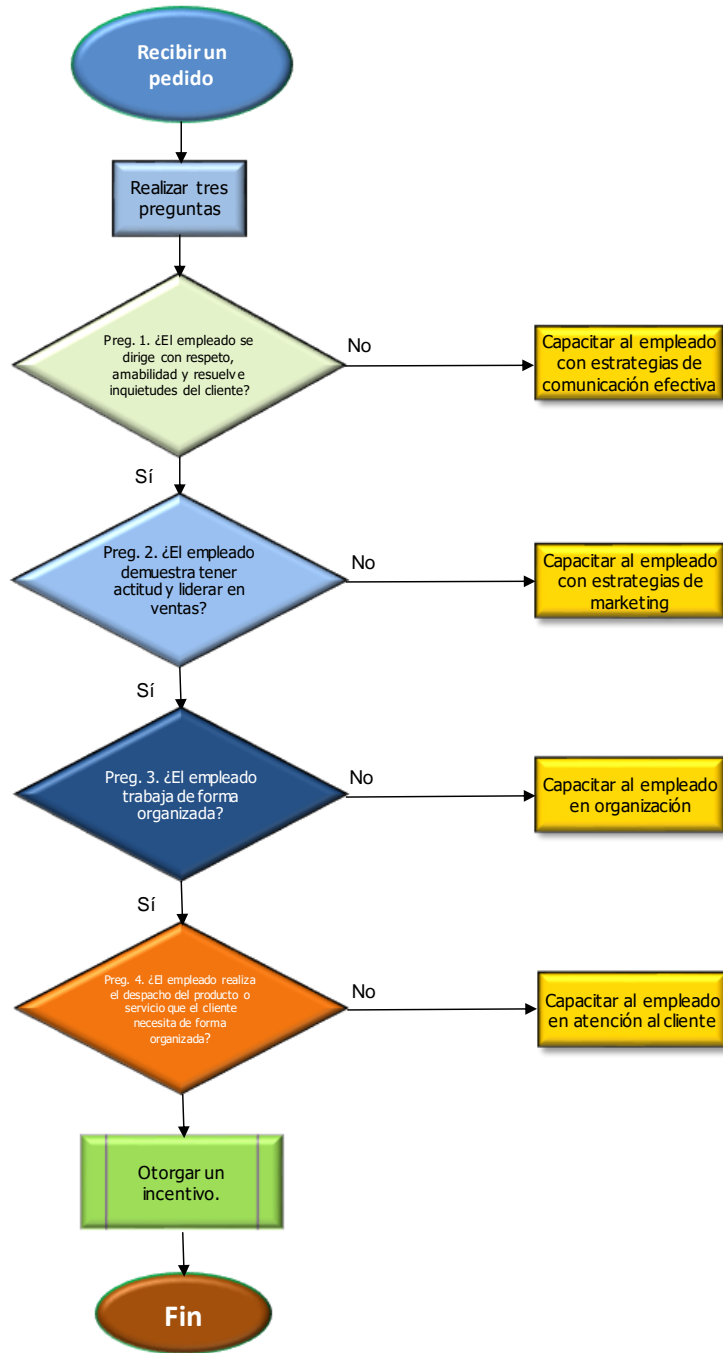 Recibir un
pedido
Realizar tres
preguntas
Preg. 1. ¿El empleado se
dirige con respeto,
amabilidad y resuelve
inquietudes del cliente?
No
Capacitar al empleado
con estrategias de
comunicación efectiva
Sí
Preg. 2. ¿El empleado
demuestra tener
actitud y liderar en
ventas?
No
Capacitar al empleado
con estrategias de
marketing
Sí
Preg. 3. ¿El empleado
trabaja de forma
organizada?
No
Capacitar al empleado
en organización
Sí
Preg. 4. ¿El empleado realiza
el despacho del producto o
servicio que el cliente
necesita de forma
organizada?
No
Capacitar al empleado
en atención al cliente
Otorgar un
incentivo.
Fin